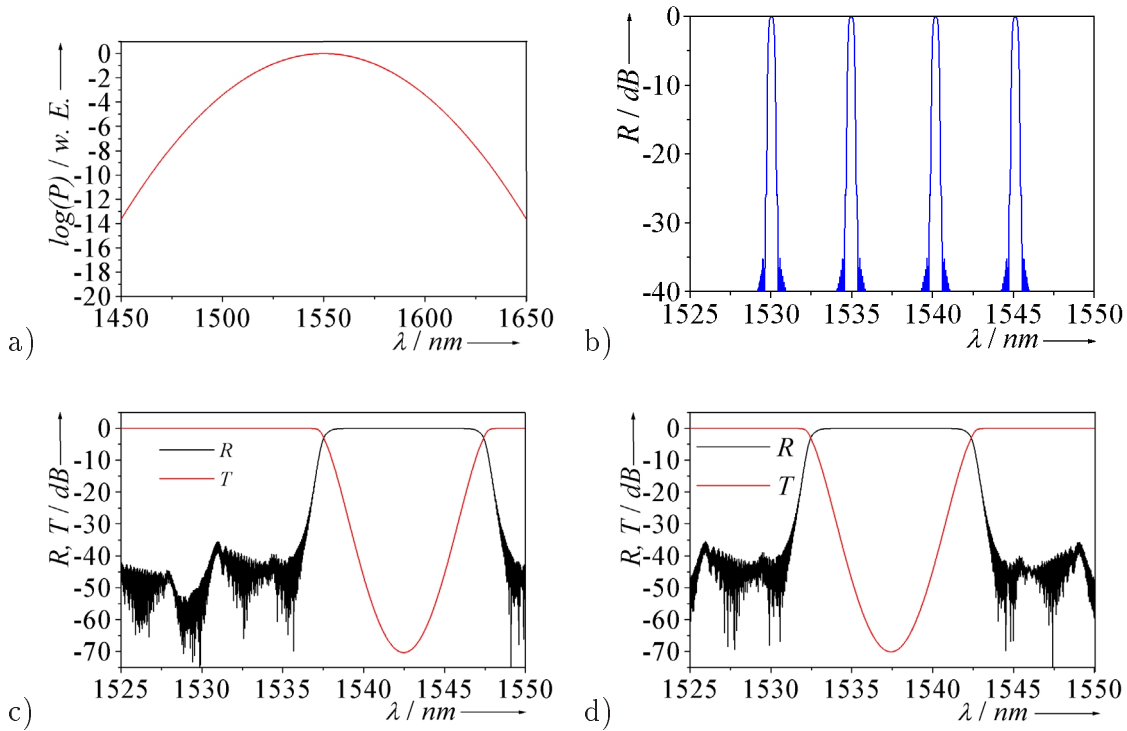 log(P) / w. E.
0
-2
-4
-6
-8
-10
-12
-14
-16
-18
-20
1450 1500 1550 1600 1650
λ / nm
a)
R / dB
0
-10
-20
-30
-40
1525 1530 1535 1540 1545 1550
λ / nm
b)
R, T / dB
0
-10
-20
-30
-40
-50
-60
-70
R
T
1525 1530 1535 1540 1545 1550
λ / nm
c)
R, T / dB
0
-10
-20
-30
-40
-50
-60
-70
R
T
1525 1530 1535 1540 1545 1550
λ / nm
d)